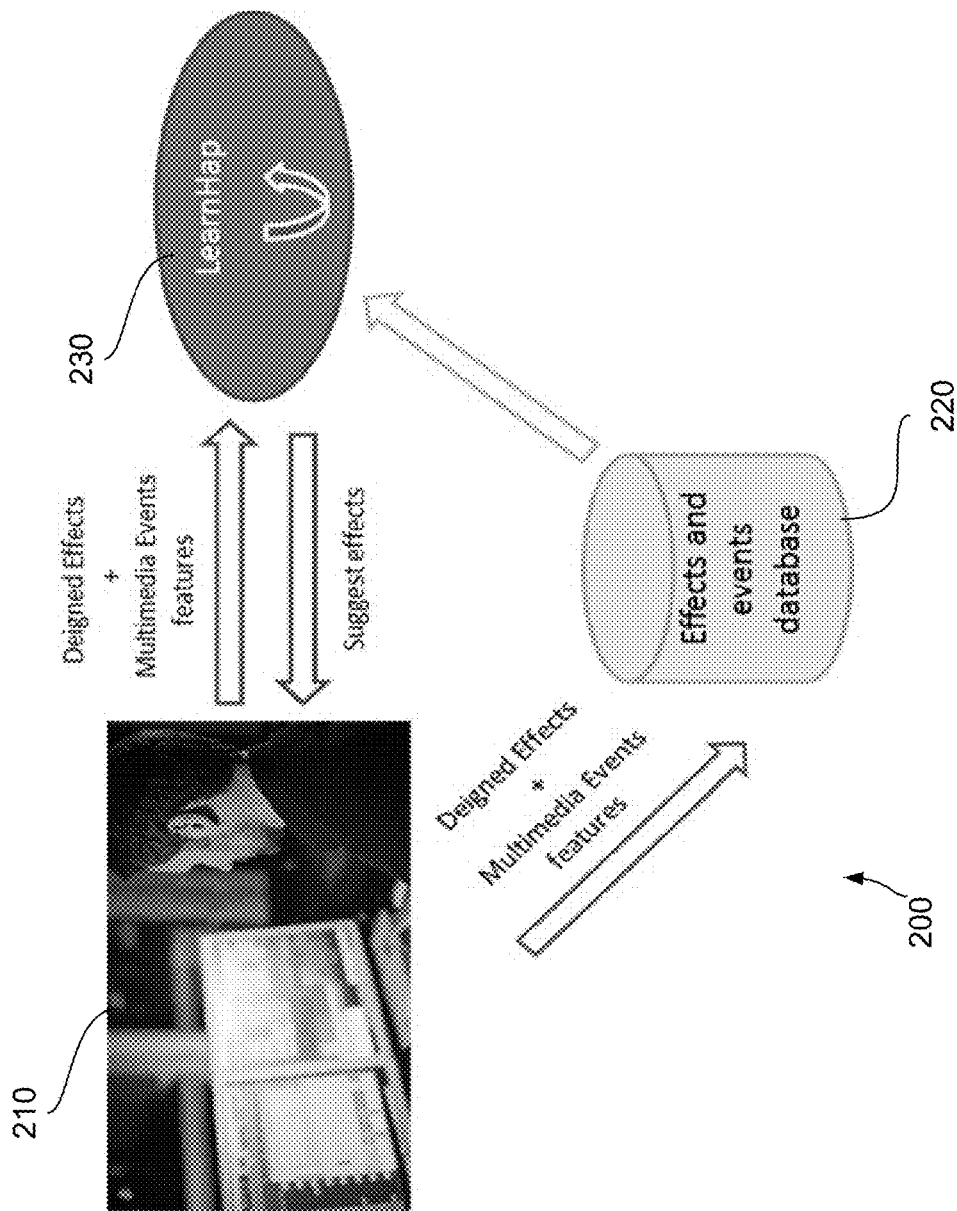 210
Deigned Effects
+
Multimedia Events
features
Suggest effects
230
LearnHap
Deigned Effects
+
Multimedia Events
features
Effects and
events
database
220
200